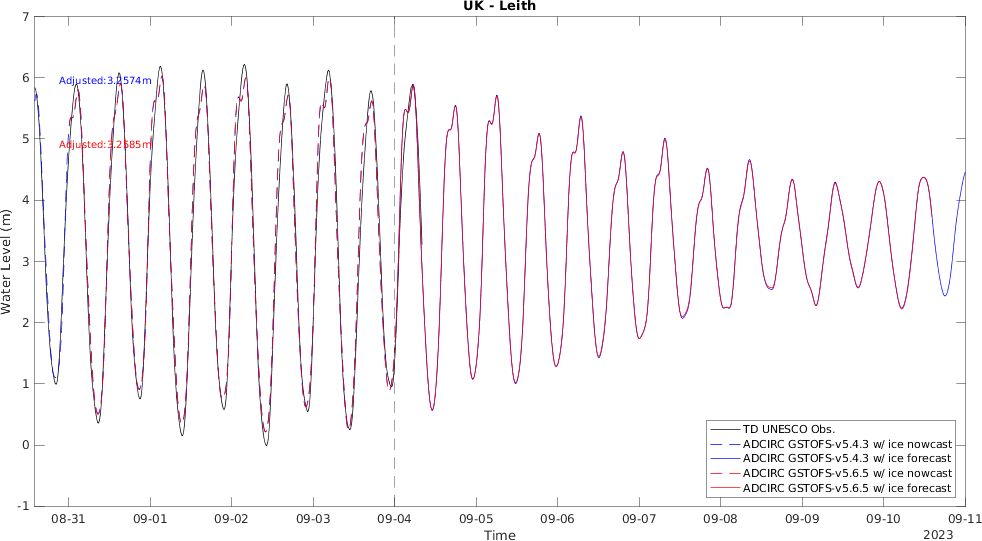 UK - Leith
7
6
5
4
3
2
1
0
-1
Water Level (m)
Adjusted:3.2574m
Adjusted:3.2685m
08-31
09-01
09-02
09-03
09-04
09-05
09-06
09-07
09-08
09-09
09-10
09-11
Time
2023
TD UNESCO Obs.
ADCIRC GSTOFS-v5.4.3 w/ ice nowcast
ADCIRC GSTOFS-v5.4.3 w/ ice forecast
ADCIRC GSTOFS-v5.6.5 w/ ice nowcast
ADCIRC GSTOFS-v5.6.5 w/ ice forecast